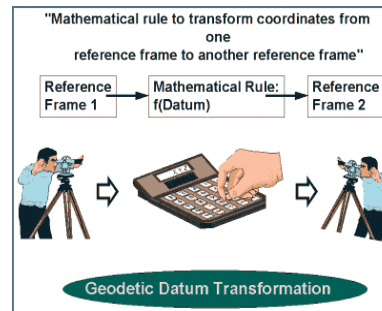 "Mathematical rule to transform coordinates from
one
reference frame to another reference frame"
Reference
Frame 1
Mathematical Rule:
f(Datum)
Reference
Frame 2
Geodetic Datum Transformation